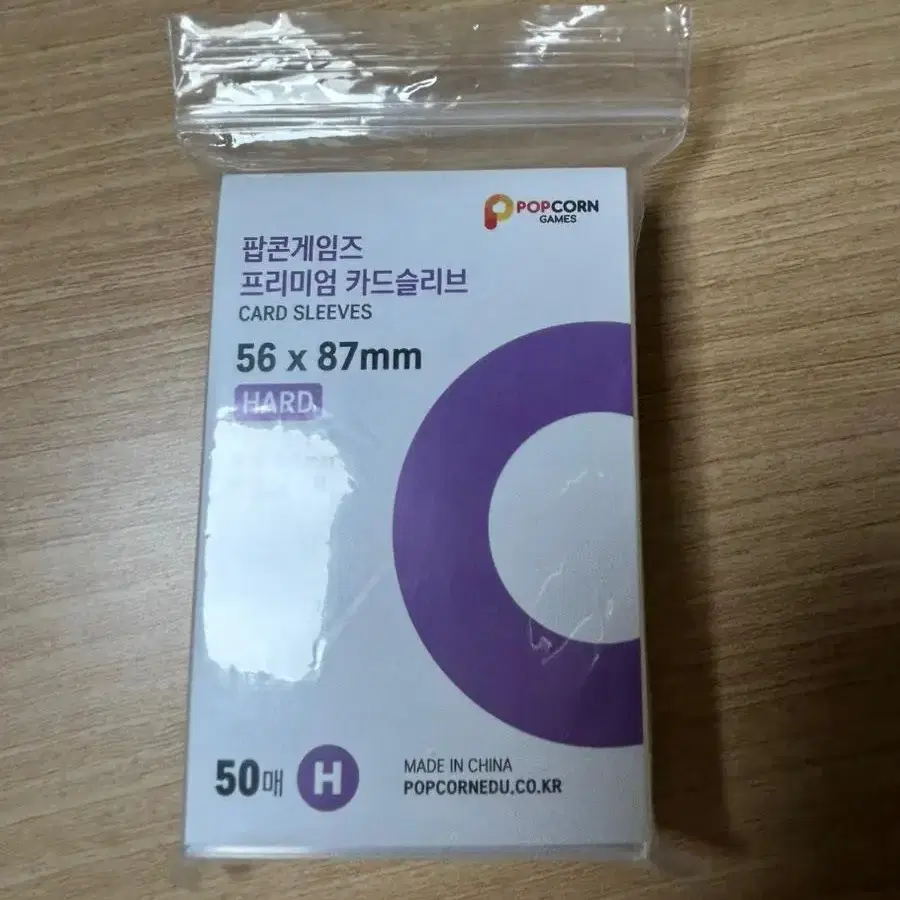 POPCORN
GAMES
팝콘게임즈
프리미엄 카드슬리브
CARD SLEEVES
56 x 87mm
HARD
50매 H
MADE IN CHINA
POPCORNEDU.CO.KR